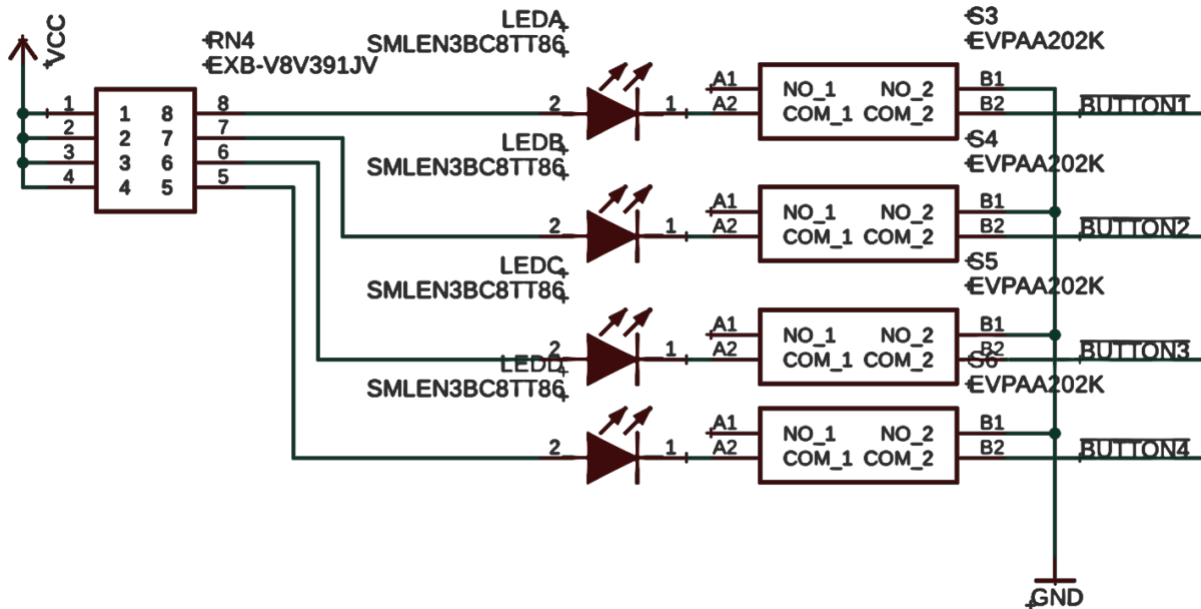 VCC
RN4
EXB-V8V391JV
1 1 8 8
2 2 7 7
3 3 6 6
4 4 5 5
LEDA
SMLEN3BC8TT86
2 1
S3
EVPAA202K
A1 NO_1 NO_2 B1
A2 COM_1 COM_2 B2
BUTTON1
LEDB
SMLEN3BC8TT86
2 1
S4
EVPAA202K
A1 NO_1 NO_2 B1
A2 COM_1 COM_2 B2
BUTTON2
LEDC
SMLEN3BC8TT86
2 1
S5
EVPAA202K
A1 NO_1 NO_2 B1
A2 COM_1 COM_2 B2
BUTTON3
LEDD
SMLEN3BC8TT86
2 1
S6
EVPAA202K
A1 NO_1 NO_2 B1
A2 COM_1 COM_2 B2
BUTTON4
GND